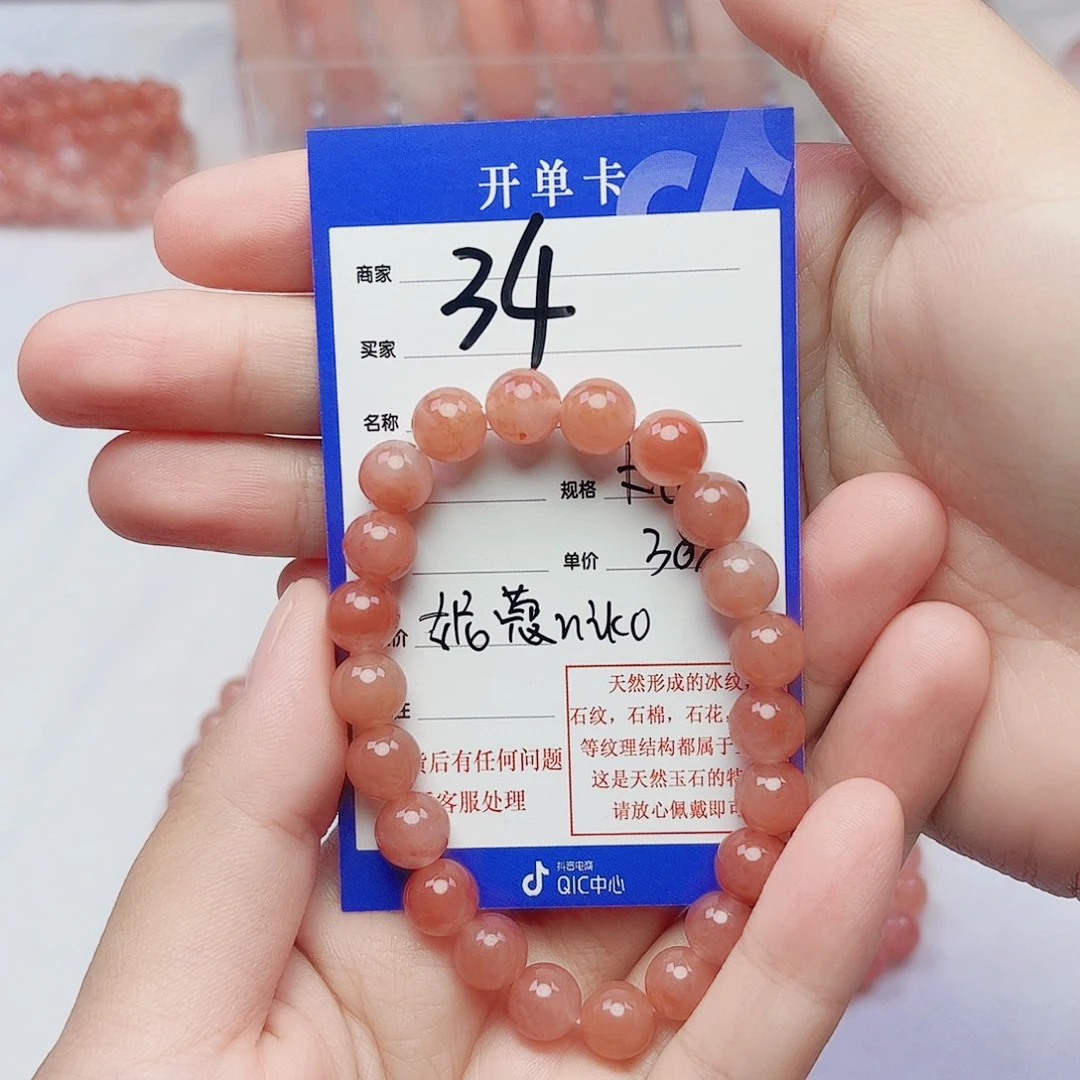 开单卡
34
商家
买家
名称
规格
单价 30
价 妮蔻niko
天然形成的冰纹,
石纹，石棉，石花,
等纹理结构都属于
这是天然玉石的特
请放心佩戴即可
后有任何问题
客服处理
抖音电商
QIC中心